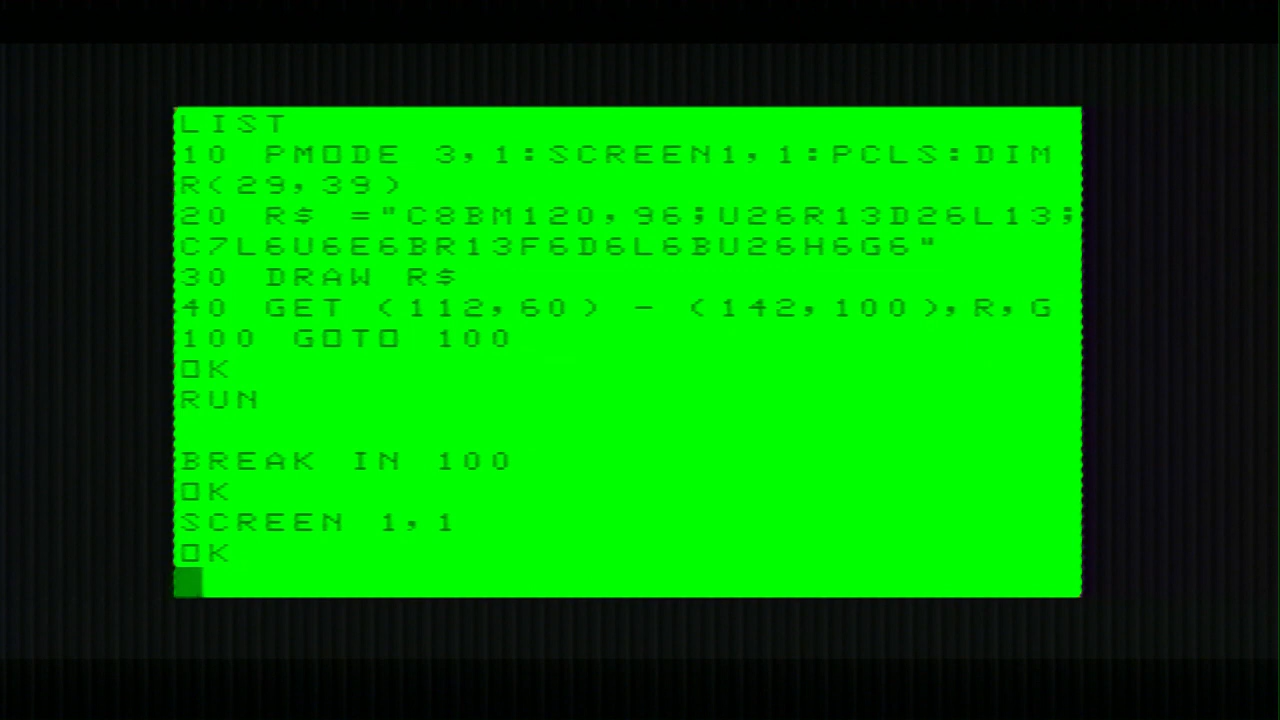 LIST
10 PMODE 3,1:SCREEN1,1:PCLS:DIM
R(29,39)
20 R$ ="C8BM120,96;U26R13D26L13;
C7L6U6E6BR13F6D6L6BU26H6G6"
30 DRAW R$
40 GET (112,60) - (142,100),R,G
100 GOTO 100
OK
RUN

BREAK IN 100
OK
SCREEN 1,1
OK